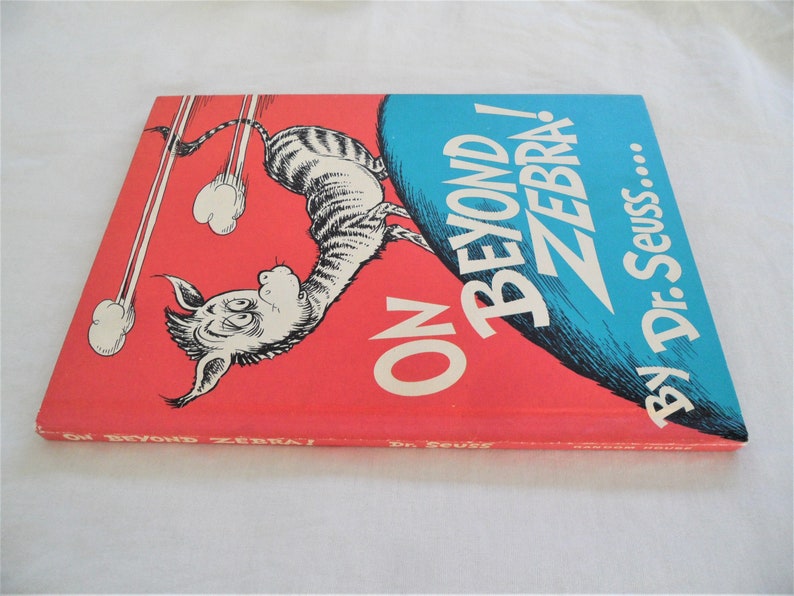 ON
BEYOND
ZEBRA!
BY Dr. Seuss....
ON BEYOND ZEBRA! Dr. Seuss RANDOM HOUSE